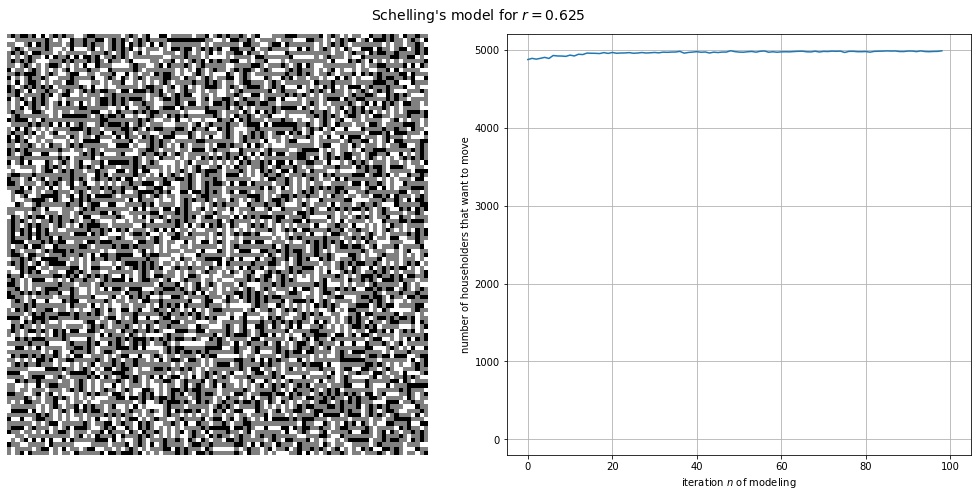 Schelling's model for r = 0.625
number of householders that want to move
5000
4000
3000
2000
1000
0
0 20 40 60 80 100
iteration n of modeling